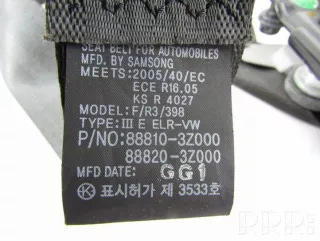 SEAT BELT FOR AUTOMOBILES
MFD. BY SAMSONG
MEETS:2005/40/EC
ECE R16.05
KS R 4027
MODEL:F/R3/398
TYPE:Ⅲ E ELR-VW
P/NO:88810-3Z000
88820-3Z000
MFD DATE: GG1
K 표시허가 제 3533호